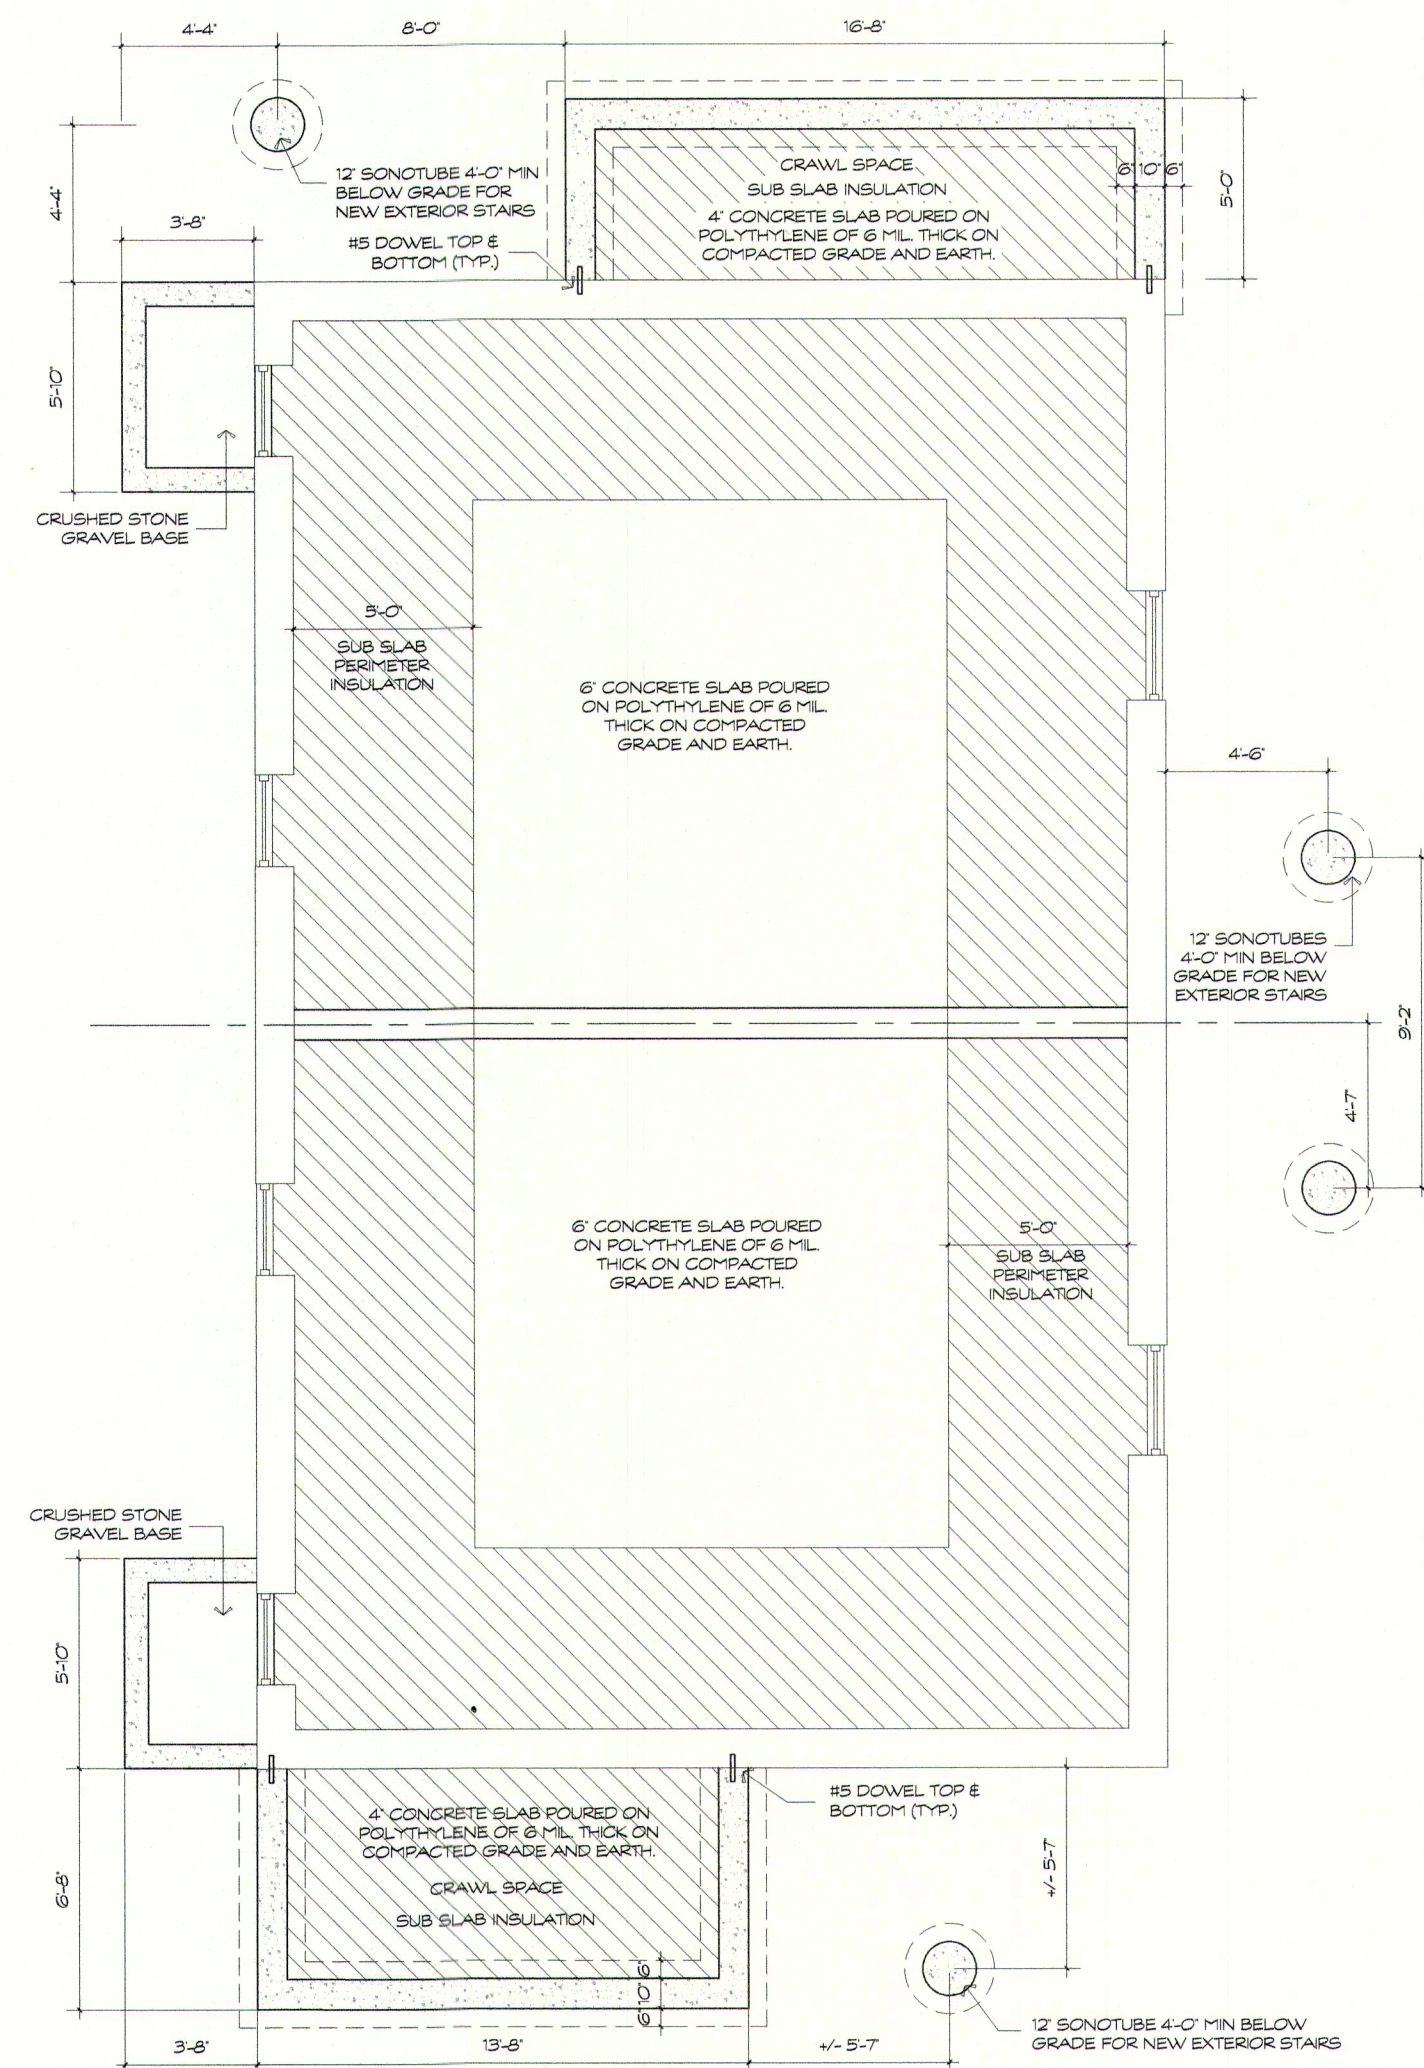 4'-4"
8'-0"
16'-8"
4'-4"
12" SONOTUBE 4'-0" MIN
BELOW GRADE FOR
NEW EXTERIOR STAIRS
CRAWL SPACE
SUB SLAB INSULATION
4" CONCRETE SLAB POURED ON
POLYTHYLENE OF 6 MIL. THICK ON
COMPACTED GRADE AND EARTH.
6" 10" 6"
5'-0"
3'-8"
#5 DOWEL TOP &
BOTTOM (TYP.)
5'-10"
CRUSHED STONE
GRAVEL BASE
5'-0"
SUB SLAB
PERIMETER
INSULATION
6" CONCRETE SLAB POURED
ON POLYTHYLENE OF 6 MIL.
THICK ON COMPACTED
GRADE AND EARTH.
4'-6"
12" SONOTUBES
4'-0" MIN BELOW
GRADE FOR NEW
EXTERIOR STAIRS
9'-2"
4'-7"
6" CONCRETE SLAB POURED
ON POLYTHYLENE OF 6 MIL.
THICK ON COMPACTED
GRADE AND EARTH.
5'-0"
SUB SLAB
PERIMETER
INSULATION
CRUSHED STONE
GRAVEL BASE
5'-10"
#5 DOWEL TOP &
BOTTOM (TYP.)
4" CONCRETE SLAB POURED ON
POLYTHYLENE OF 6 MIL. THICK ON
COMPACTED GRADE AND EARTH.
CRAWL SPACE
SUB SLAB INSULATION
6'-8"
+/- 5'-7"
6" 10" 6"
12" SONOTUBE 4'-0" MIN BELOW
GRADE FOR NEW EXTERIOR STAIRS
3'-8"
13'-8"
+/- 5'-7"